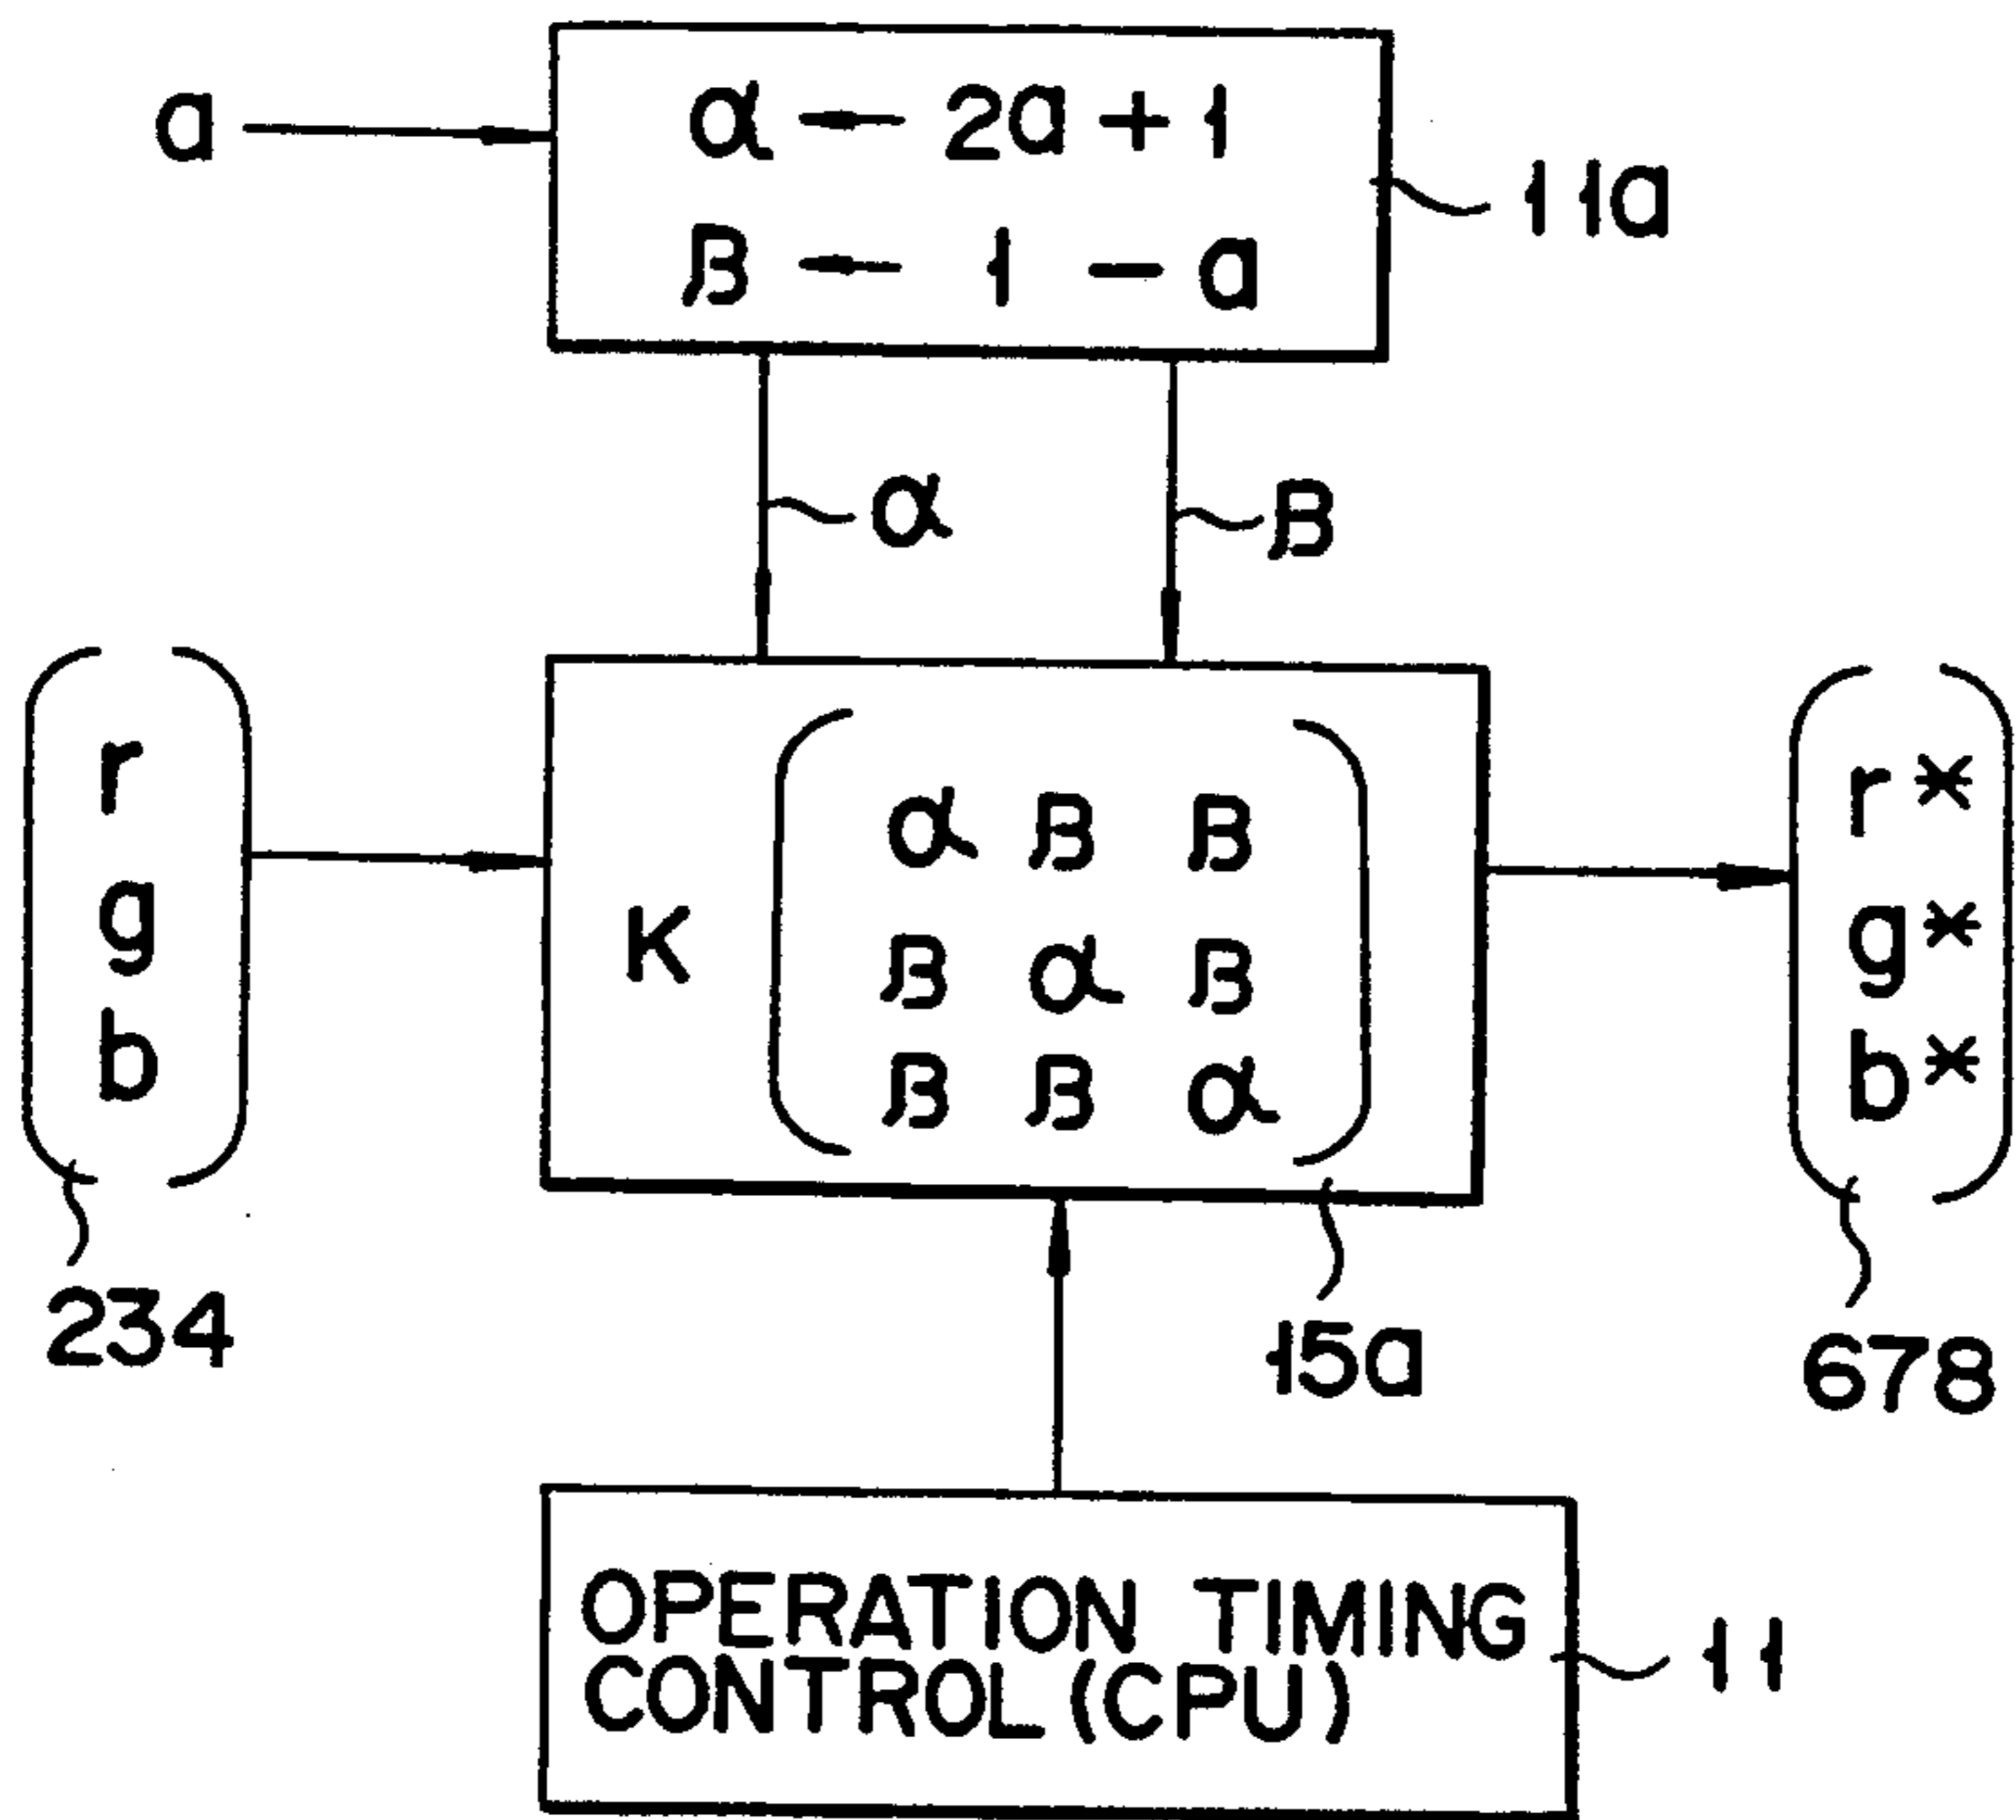 a
α ← 2a + 1
β ← 1 - a
11a
α
β
r
g
b
K
α β β
β α β
β β α
r*
g*
b*
234
15a
678
OPERATION TIMING
CONTROL (CPU)
11